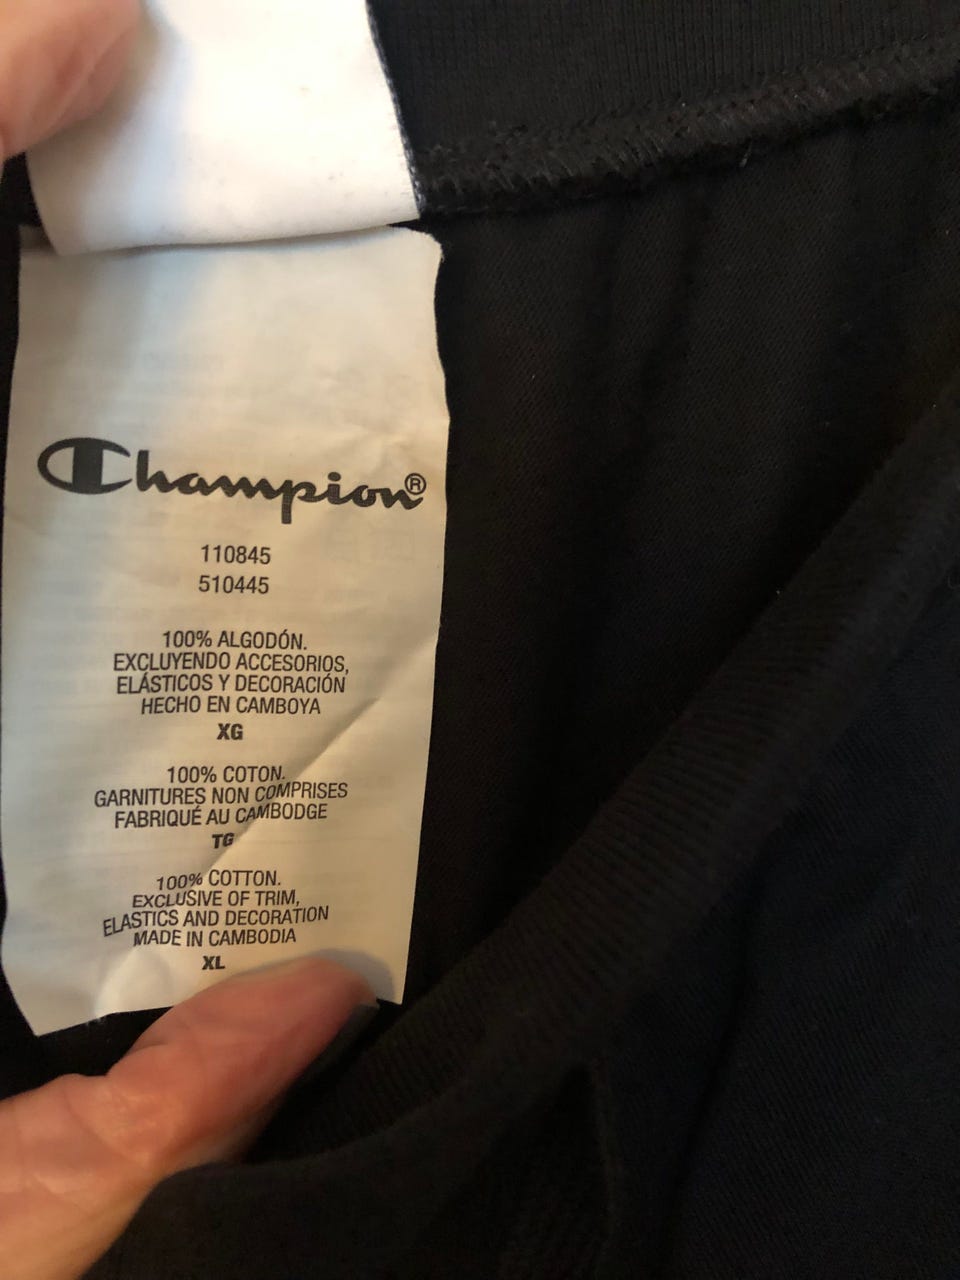 Champion®
110845
510445
100% ALGODÓN.
EXCLUYENDO ACCESORIOS,
ELÁSTICOS Y DECORACIÓN
HECHO EN CAMBOYA
XG
100% COTON.
GARNITURES NON COMPRISES
FABRIQUÉ AU CAMBODGE
TG
100% COTTON.
EXCLUSIVE OF TRIM,
ELASTICS AND DECORATION
MADE IN CAMBODIA
XL